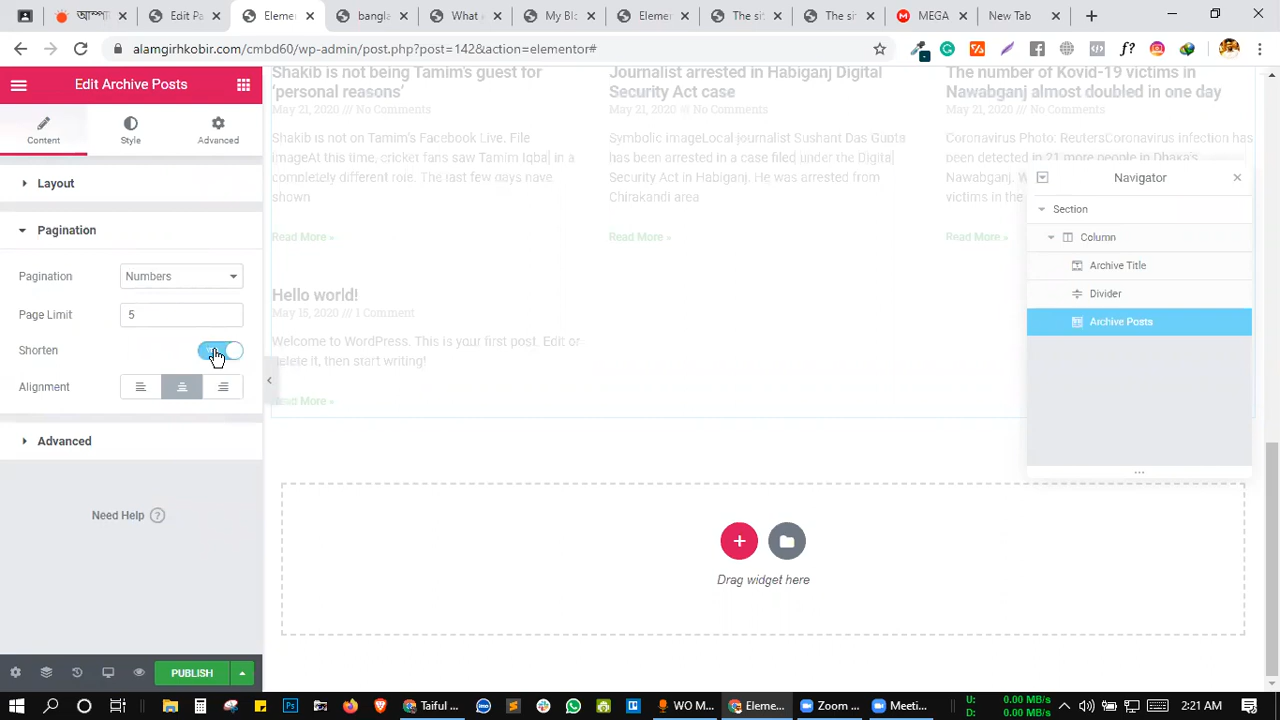 Edit P
Elemen
bangla
What
My Blo
Elemen
The si
The si
MEGA
New Tab
alamgirhkobir.com/cmbd60/wp-admin/post.php?post=142&action=elementor#
Edit Archive Posts
Content
Style
Advanced
Layout
Pagination
Pagination
Numbers
Page Limit
5
Shorten
Alignment
Advanced
Need Help
?
PUBLISH
Shakib is not being Tamim's guest for
'personal reasons'
May 21, 2020 /// No Comments
Shakib is not on Tamim's Facebook Live. File
imageAt this time, cricket fans saw Tamim Iqbal in a
completely different role. The last few days have
shown
Read More »
Journalist arrested in Habiganj Digital
Security Act case
May 21, 2020 /// No Comments
Symbolic imageLocal journalist Sushant Das Gupta
has been arrested in a case filed under the Digital
Security Act in Habiganj. He was arrested from
Chirakandi area
Read More »
The number of Kovid-19 victims in
Nawabganj almost doubled in one day
May 21, 2020 /// No Comments
Coronavirus Photo: ReutersCoronavirus infection has
been detected in 21 more people in Dhaka's
Nawabganj. W
victims in the
Read More »
Hello world!
May 15, 2020 /// 1 Comment
Welcome to WordPress. This is your first post. Edit or
delete it, then start writing!
Read More »
Navigator
Section
Column
Archive Title
Divider
Archive Posts
Drag widget here
Taiful ...
WO M...
Eleme...
Zoom ...
Meeti...
U: 0.00 MB/s
D: 0.00 MB/s
2:21 AM